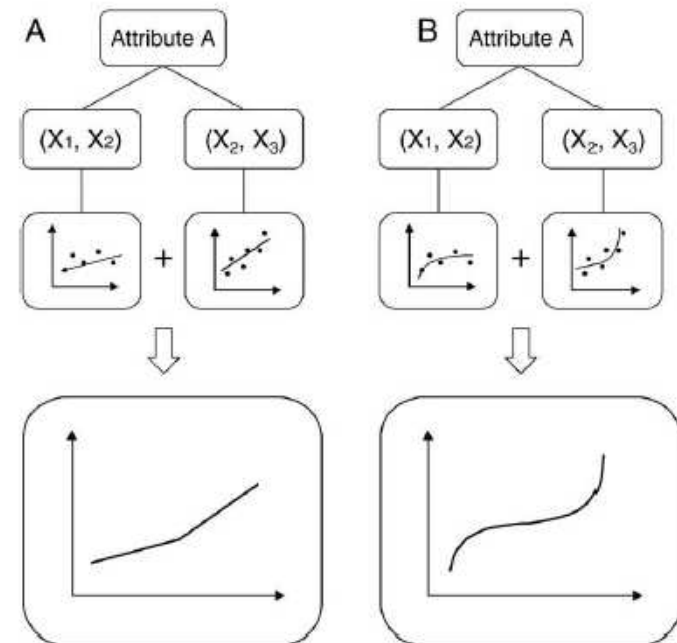 A
Attribute A
(X₁, X₂)
(X₂, X₃)
+
B
Attribute A
(X₁, X₂)
(X₂, X₃)
+